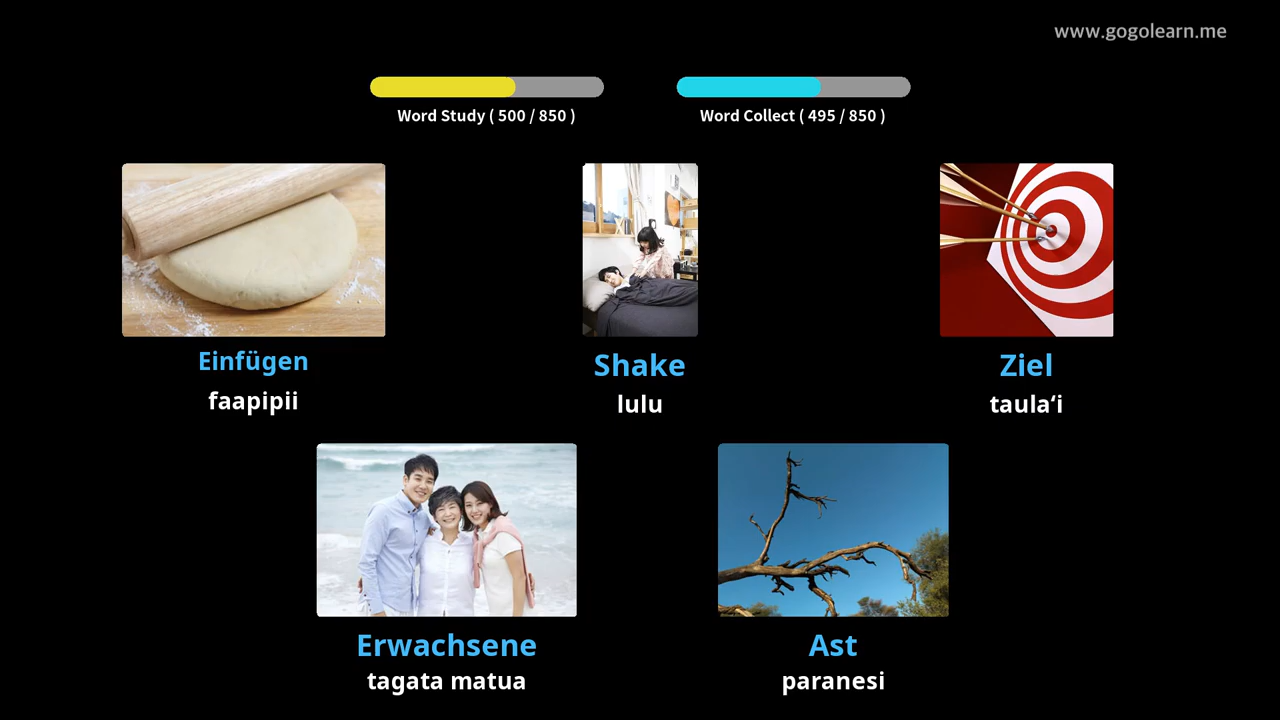 www.gogolearn.me
Word Study ( 500 / 850 )
Word Collect ( 495 / 850 )
Einfügen
faapipii
Shake
lulu
Ziel
taulaʻi
Erwachsene
tagata matua
Ast
paranesi